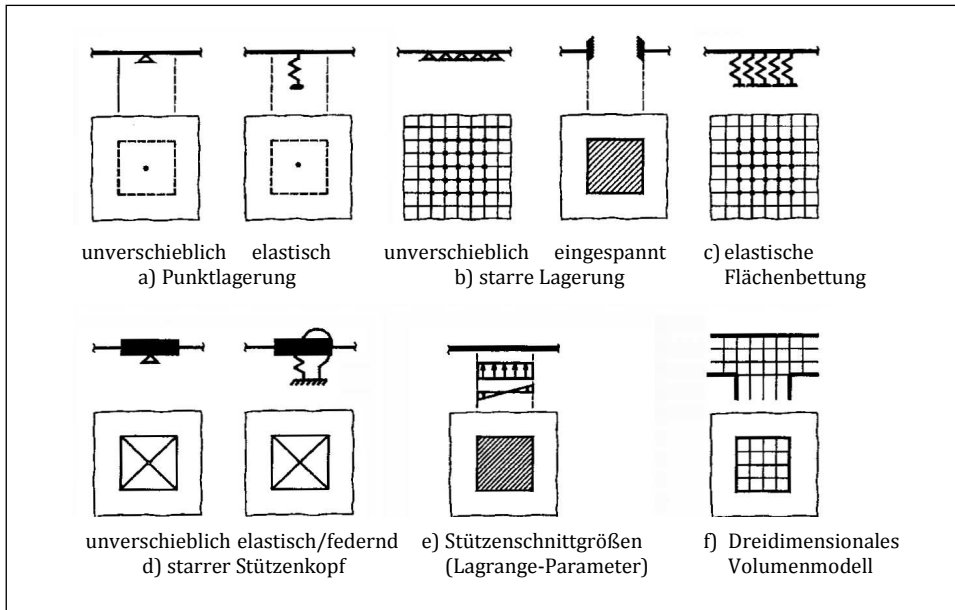 unverschieblich elastisch
a) Punktlagerung
unverschieblich eingespannt
b) starre Lagerung
c) elastische
Flächenbettung
unverschieblich elastisch/federnd
d) starrer Stützenkopf
e) Stützenschnittgrößen
(Lagrange-Parameter)
f) Dreidimensionales
Volumenmodell